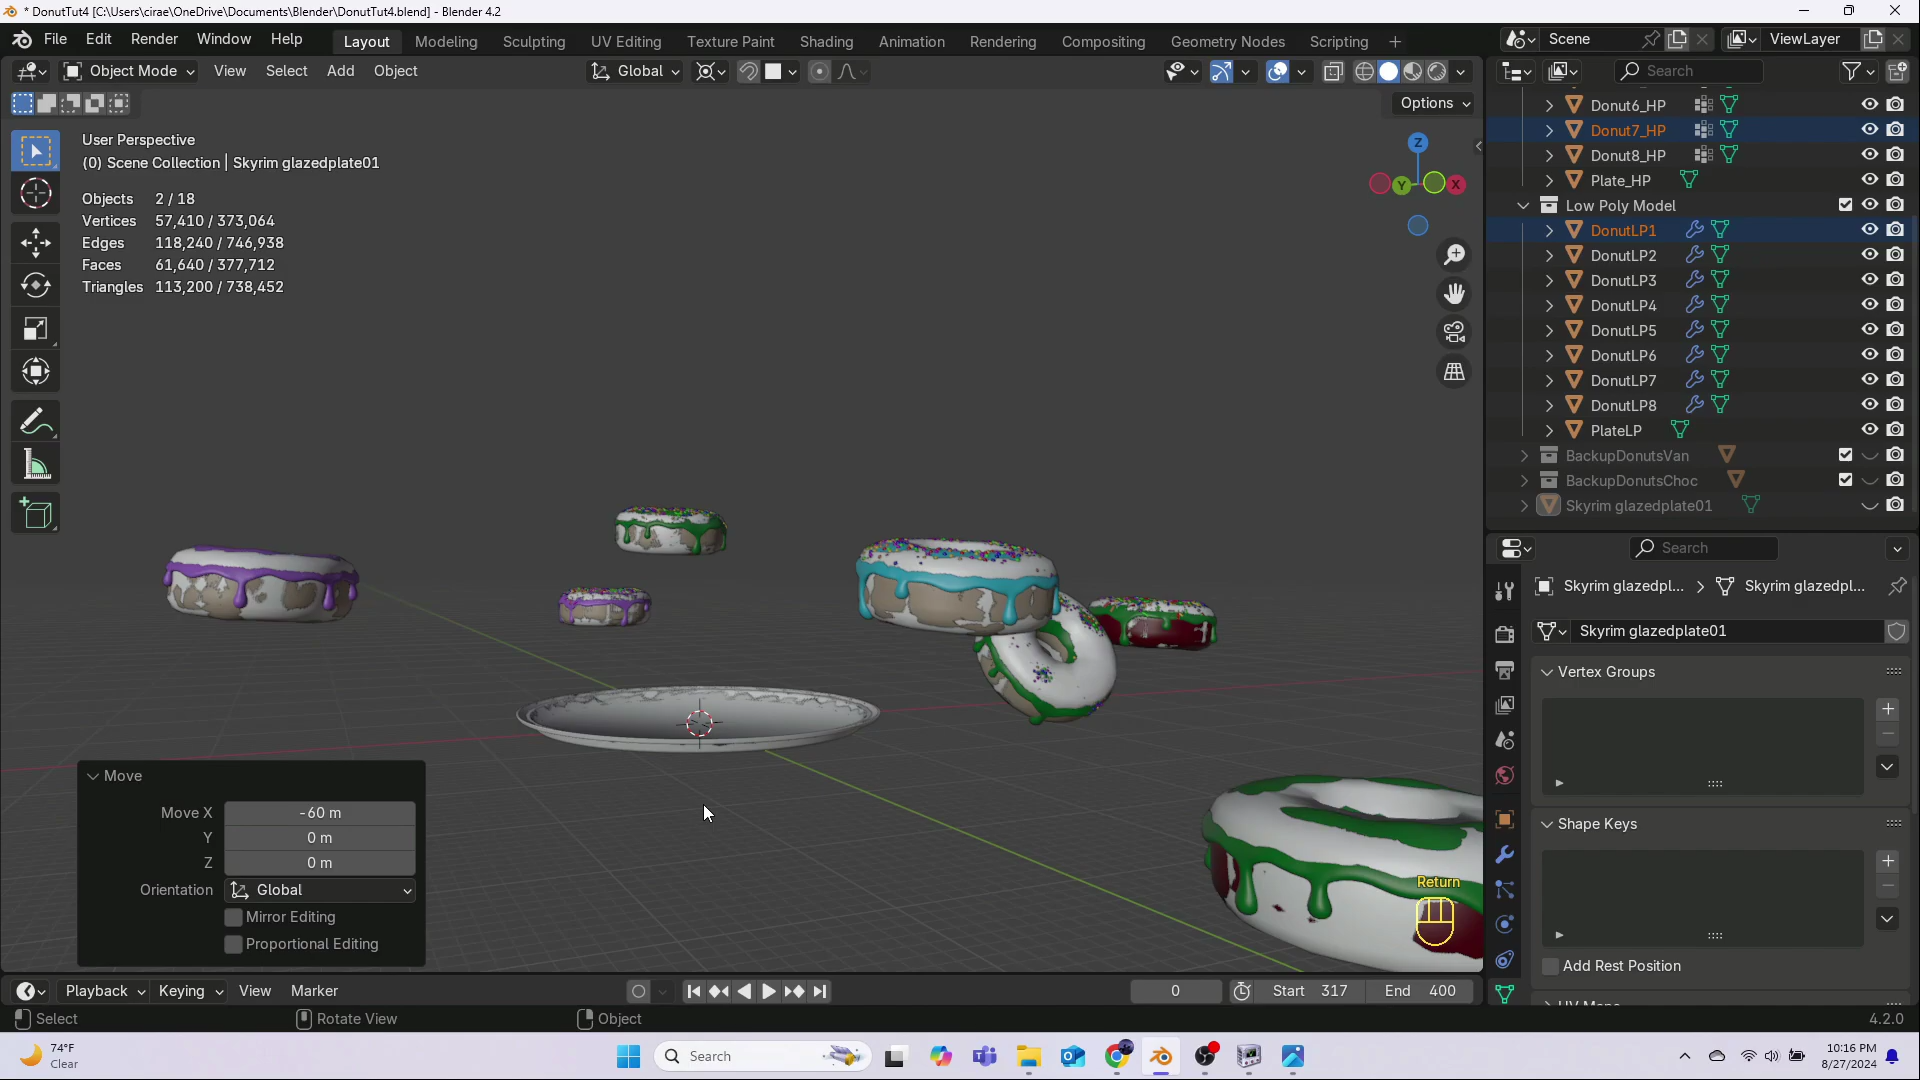 * DonutTut4 [C:\Users\cirae\OneDrive\Documents\Blender\DonutTut4.blend] - Blender 4.2
File Edit Render Window Help Layout Modeling Sculpting UV Editing Texture Paint Shading Animation Rendering Compositing Geometry Nodes Scripting + Scene ViewLayer
Object Mode View Select Add Object Global Search
Options
User Perspective
(0) Scene Collection | Skyrim glazedplate01
Objects 2 / 18
Vertices 57,410 / 373,064
Edges 118,240 / 746,938
Faces 61,640 / 377,712
Triangles 113,200 / 738,452
Z
Y
X
Donut6_HP
Donut7_HP
Donut8_HP
Plate_HP
Low Poly Model
DonutLP1
DonutLP2
DonutLP3
DonutLP4
DonutLP5
DonutLP6
DonutLP7
DonutLP8
PlateLP
BackupDonutsVan
BackupDonutsChoc
Skyrim glazedplate01
Search
Skyrim glazedpl... > Skyrim glazedpl...
Skyrim glazedplate01
Vertex Groups
Shape Keys
Add Rest Position
Move
Move X -60 m
Y 0 m
Z 0 m
Orientation Global
Mirror Editing
Proportional Editing
Return
Playback Keying View Marker 0 Start 317 End 400
Select Rotate View Object 4.2.0
74°F
Clear
Search
10:16 PM
8/27/2024